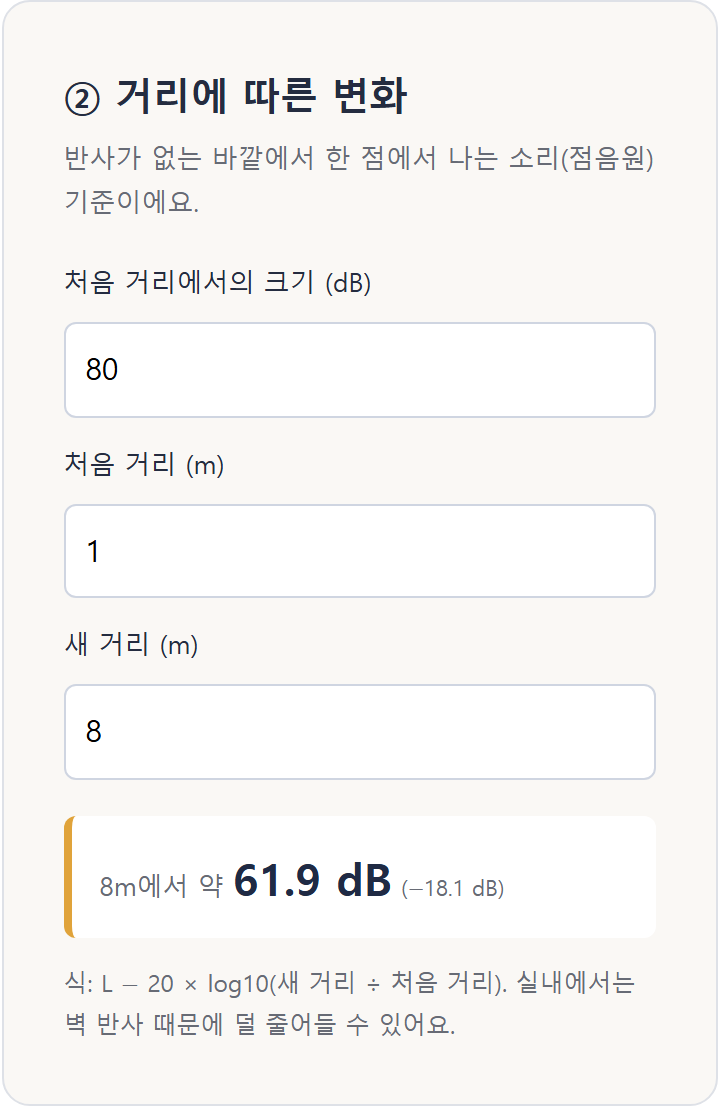 ② 거리에 따른 변화
반사가 없는 바깥에서 한 점에서 나는 소리(점음원)
기준이에요.
처음 거리에서의 크기 (dB)
80
처음 거리 (m)
1
새 거리 (m)
8
8m에서 약 61.9 dB (−18.1 dB)
식: L − 20 × log10(새 거리 ÷ 처음 거리). 실내에서는
벽 반사 때문에 덜 줄어들 수 있어요.